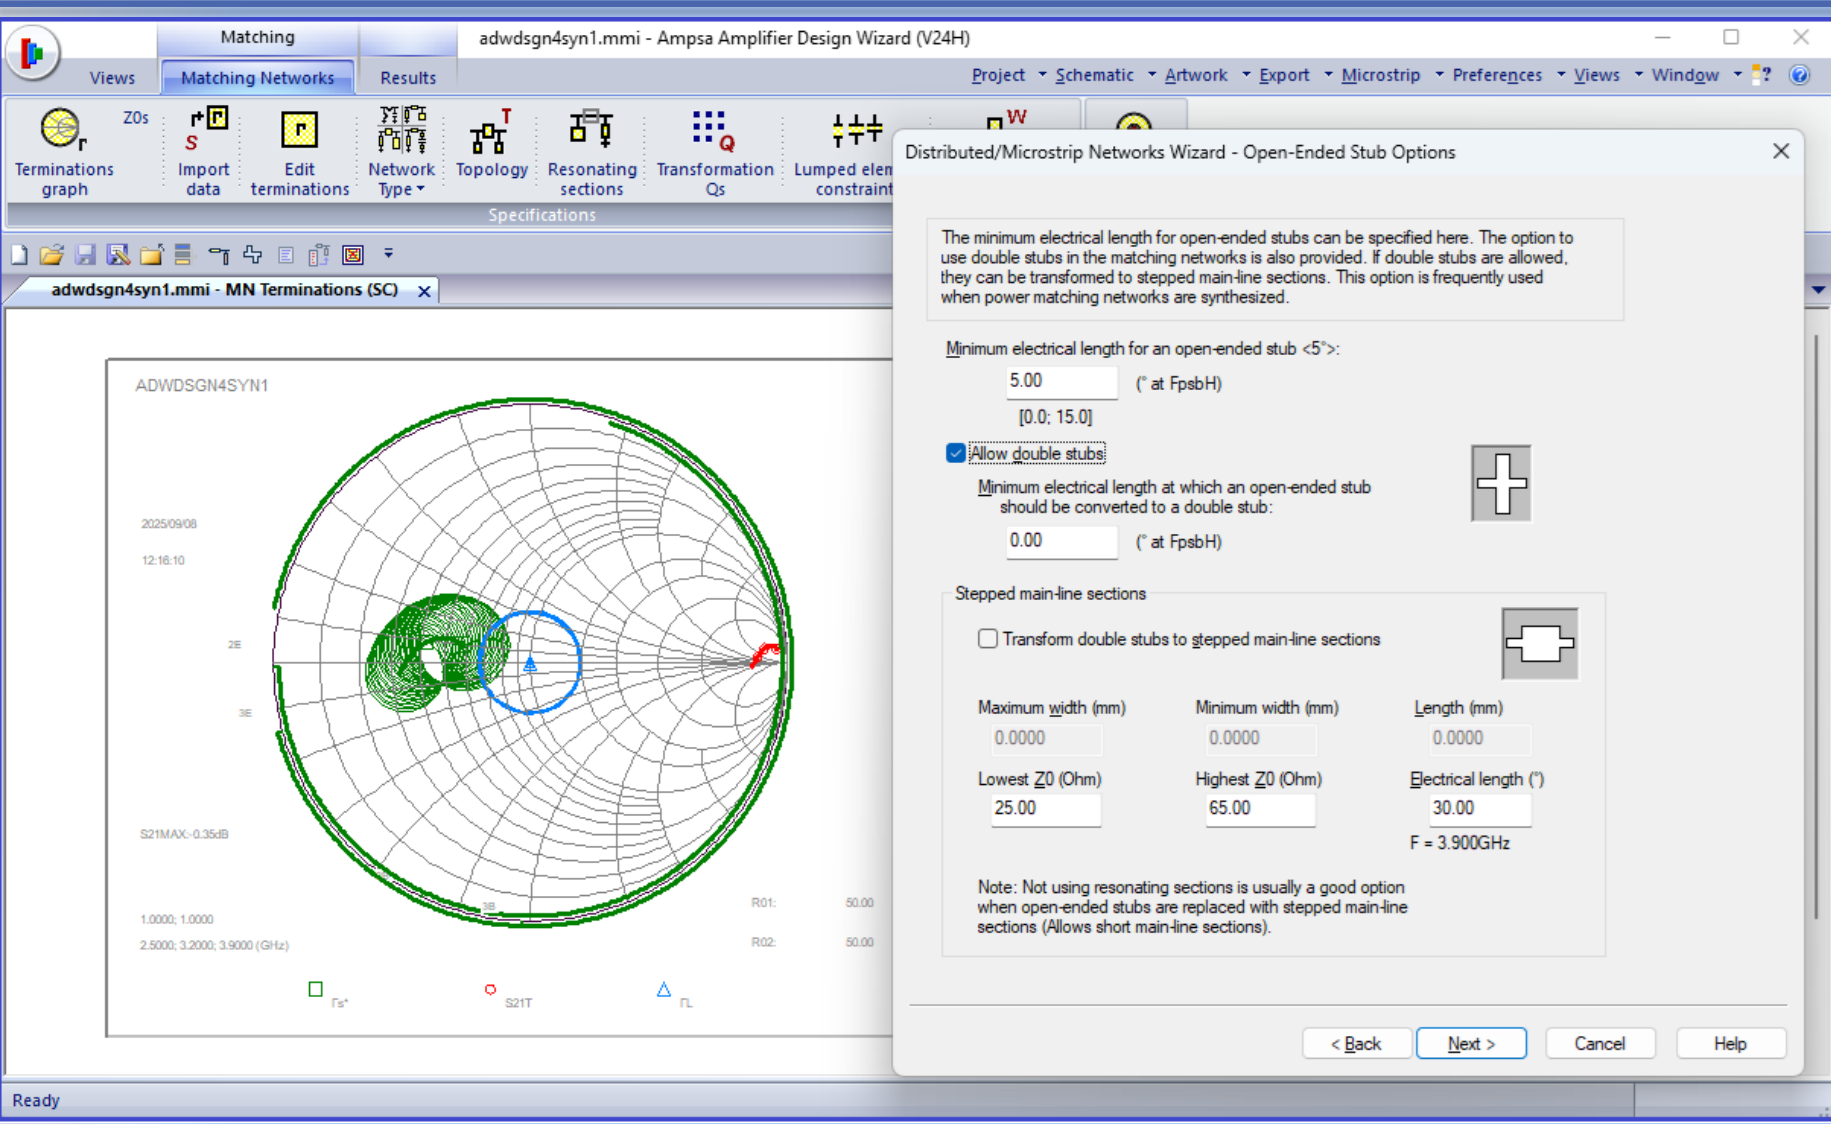 Matching
adwdsgn4syn1.mmi - Ampsa Amplifier Design Wizard (V24H)
Views
Matching Networks
Results
Project
Schematic
Artwork
Export
Microstrip
Preferences
Views
Window
?
Z0s
Terminations graph
Import data
Edit terminations
Network Type
Topology
Resonating sections
Transformation Qs
Lumped elem
constraint
Specifications
adwdsgn4syn1.mmi - MN Terminations (SC)
ADWDSGN4SYN1
2025/09/08
12:16:10
2E
3E
3B
S21MAX:-0.35dB
1.0000; 1.0000
2.5000; 3.2000; 3.9000 (GHz)
R01: 50.00
R02: 50.00
Γs*
S21T
ΓL
Distributed/Microstrip Networks Wizard - Open-Ended Stub Options
The minimum electrical length for open-ended stubs can be specified here. The option to
use double stubs in the matching networks is also provided. If double stubs are allowed,
they can be transformed to stepped main-line sections. This option is frequently used
when power matching networks are synthesized.
Minimum electrical length for an open-ended stub <5°>:
5.00 (° at FpsbH)
[0.0; 15.0]
Allow double stubs
Minimum electrical length at which an open-ended stub
should be converted to a double stub:
0.00 (° at FpsbH)
Stepped main-line sections
Transform double stubs to stepped main-line sections
Maximum width (mm) Minimum width (mm) Length (mm)
0.0000 0.0000 0.0000
Lowest Z0 (Ohm) Highest Z0 (Ohm) Electrical length (°)
25.00 65.00 30.00
F = 3.900GHz
Note: Not using resonating sections is usually a good option
when open-ended stubs are replaced with stepped main-line
sections (Allows short main-line sections).
< Back Next > Cancel Help
Ready